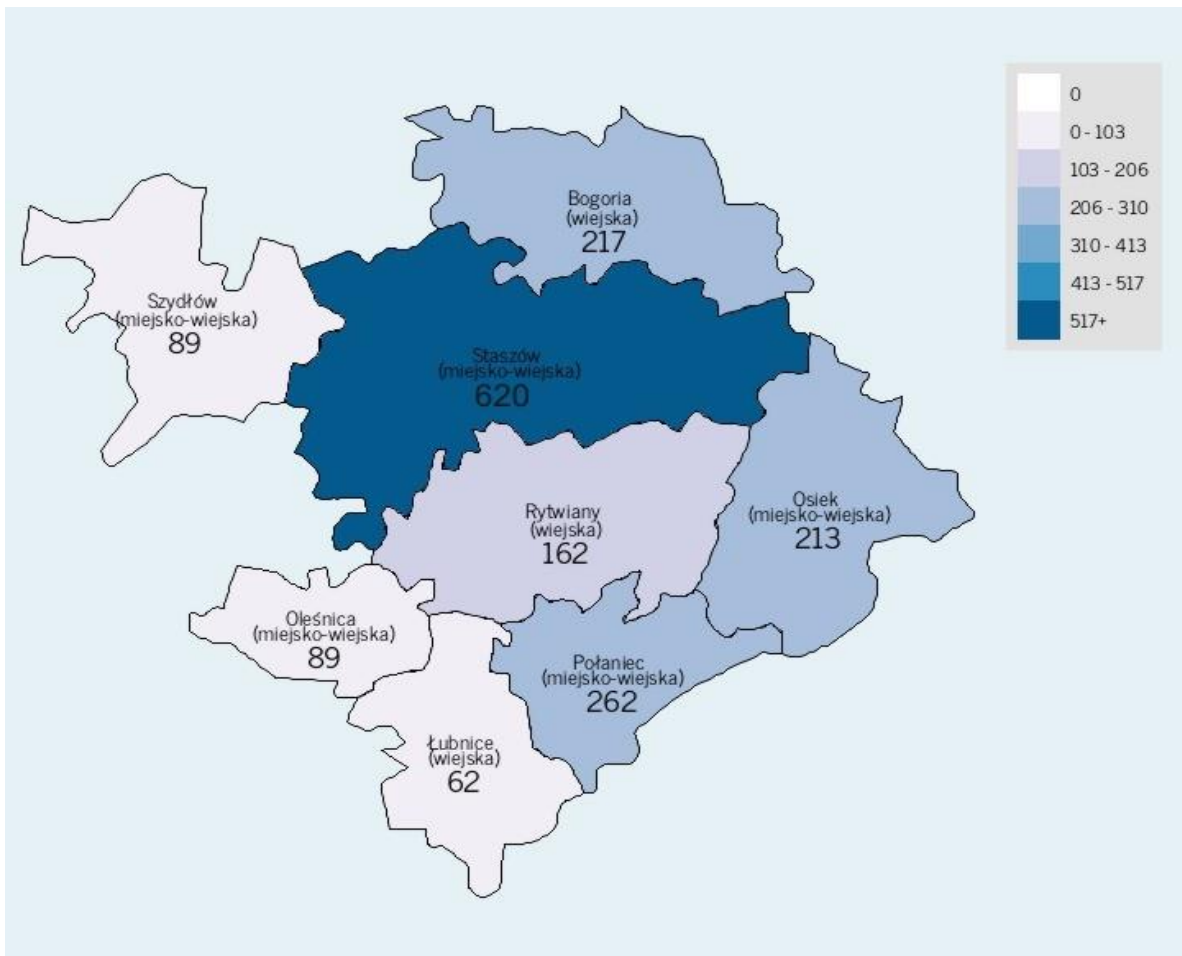 0
0 - 103
103 - 206
206 - 310
310 - 413
413 - 517
517+
Bogoria
(wiejska)
217
Szydłów
(miejsko-wiejska)
89
Staszów
(miejsko-wiejska)
620
Osiek
(miejsko-wiejska)
213
Rytwiany
(wiejska)
162
Oleśnica
(miejsko-wiejska)
89
Połaniec
(miejsko-wiejska)
262
Łubnice
(wiejska)
62